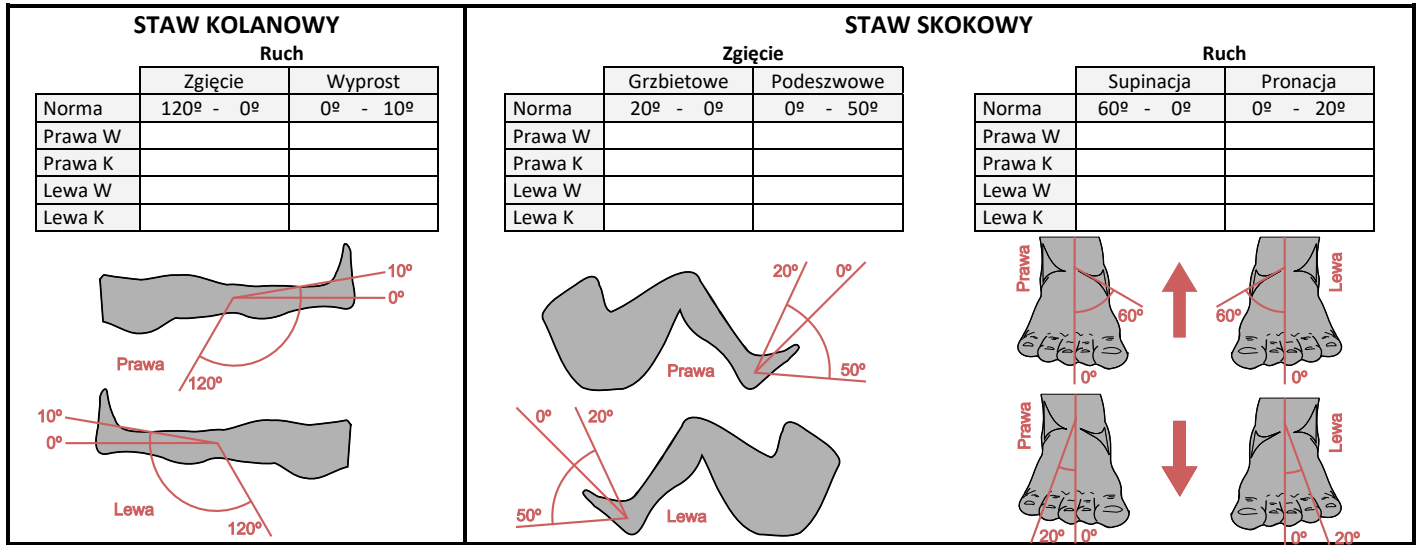 STAW KOLANOWY
Ruch
Zgięcie Wyprost
Norma 120º - 0º 0º - 10º
Prawa W
Prawa K
Lewa W
Lewa K
10º
0º
Prawa
120º
10º
0º
Lewa
120º
STAW SKOKOWY
Zgięcie
Grzbietowe Podeszwowe
Norma 20º - 0º 0º - 50º
Prawa W
Prawa K
Lewa W
Lewa K
20º 0º
Prawa 50º
0º 20º
50º Lewa
Ruch
Supinacja Pronacja
Norma 60º - 0º 0º - 20º
Prawa W
Prawa K
Lewa W
Lewa K
Prawa Lewa
60º 60º
0º 0º
Prawa Lewa
20º 0º 0º 20º